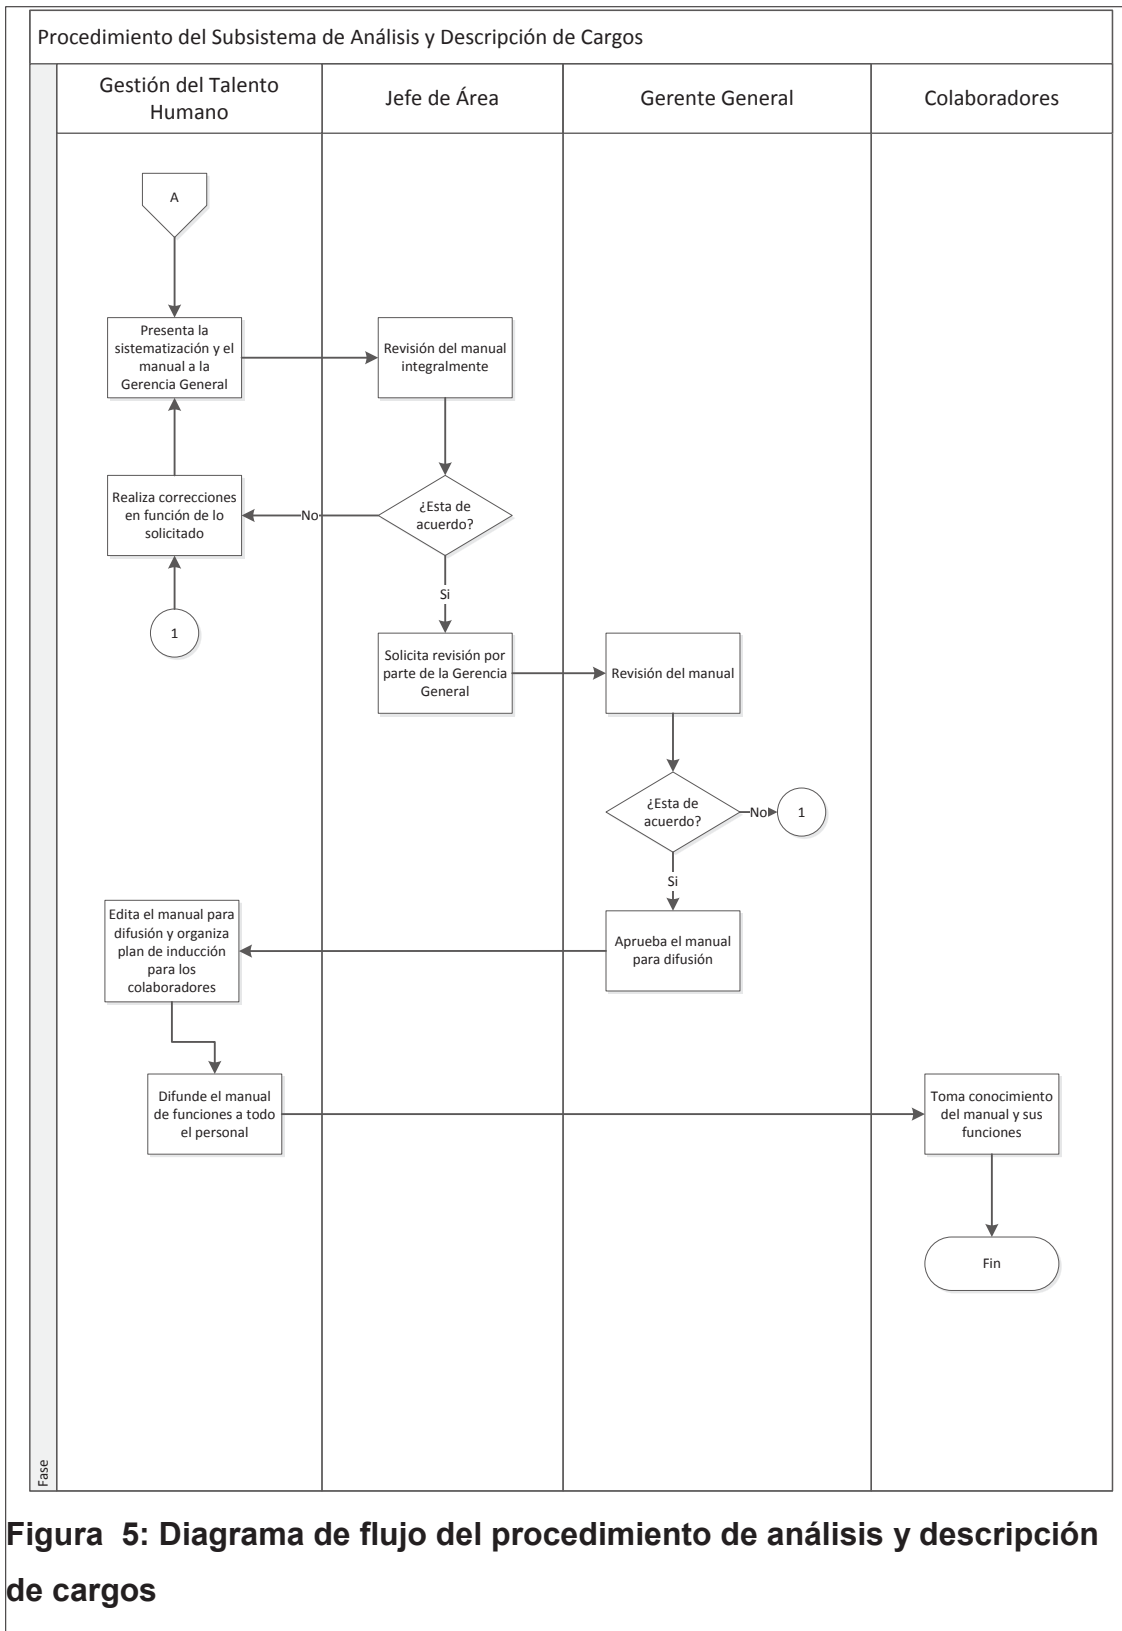 Procedimiento del Subsistema de Análisis y Descripción de Cargos
Gestión del Talento
Humano
Jefe de Área
Gerente General
Colaboradores
A
Presenta la
sistematización y el
manual a la
Gerencia General
Revisión del manual
integralmente
Realiza correcciones
en función de lo
solicitado
No
¿Esta de
acuerdo?
Si
1
Solicita revisión por
parte de la Gerencia
General
Revisión del manual
¿Esta de
acuerdo?
No
1
Si
Edita el manual para
difusión y organiza
plan de inducción
para los
colaboradores
Aprueba el manual
para difusión
Difunde el manual
de funciones a todo
el personal
Toma conocimiento
del manual y sus
funciones
Fin
Fase
Figura 5: Diagrama de flujo del procedimiento de análisis y descripción
de cargos